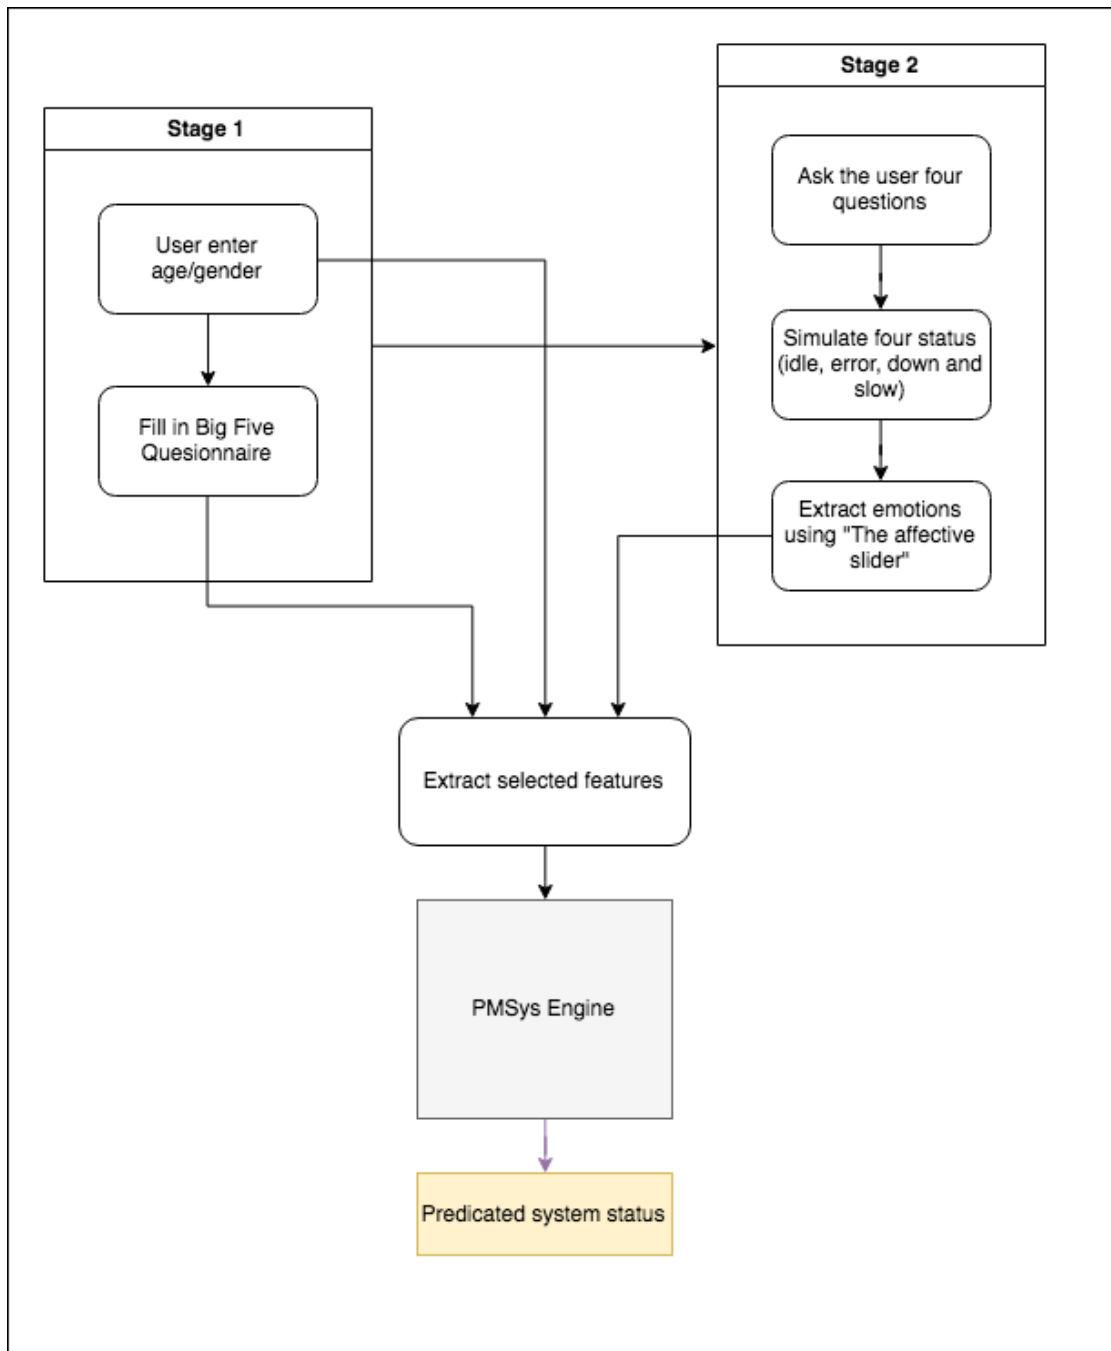 Stage 1
User enter
age/gender
Fill in Big Five
Quesionnaire
Stage 2
Ask the user four
questions
Simulate four status
(idle, error, down and
slow)
Extract emotions
using "The affective
slider"
Extract selected features
PMSys Engine
Predicated system status